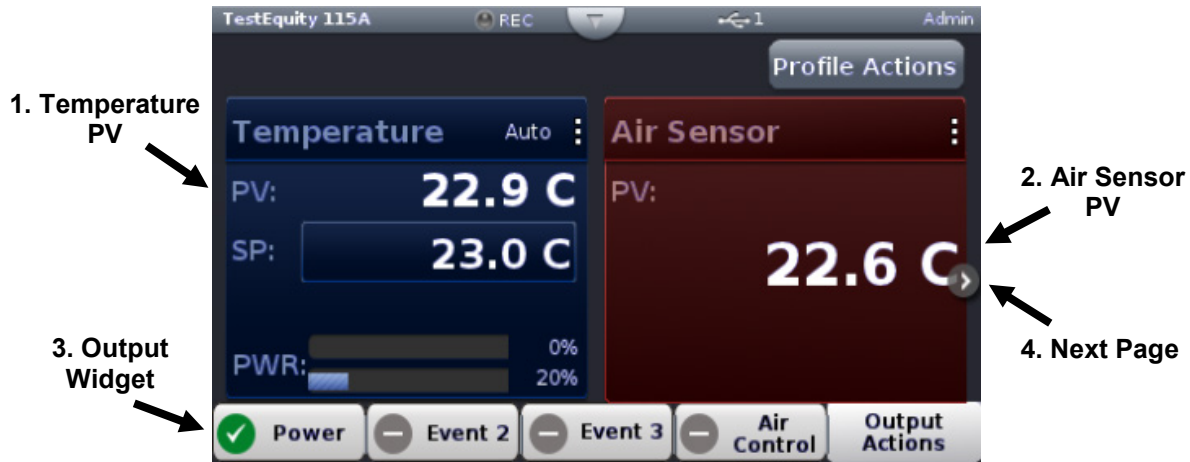 TestEquity 115A REC 1 Admin
Profile Actions
1. Temperature
PV
Temperature Auto
Air Sensor
PV: 22.9 C
PV:
2. Air Sensor
PV
SP: 23.0 C
22.6 C
3. Output
Widget
PWR: 0%
20%
4. Next Page
Power
Event 2
Event 3
Air
Control
Output
Actions